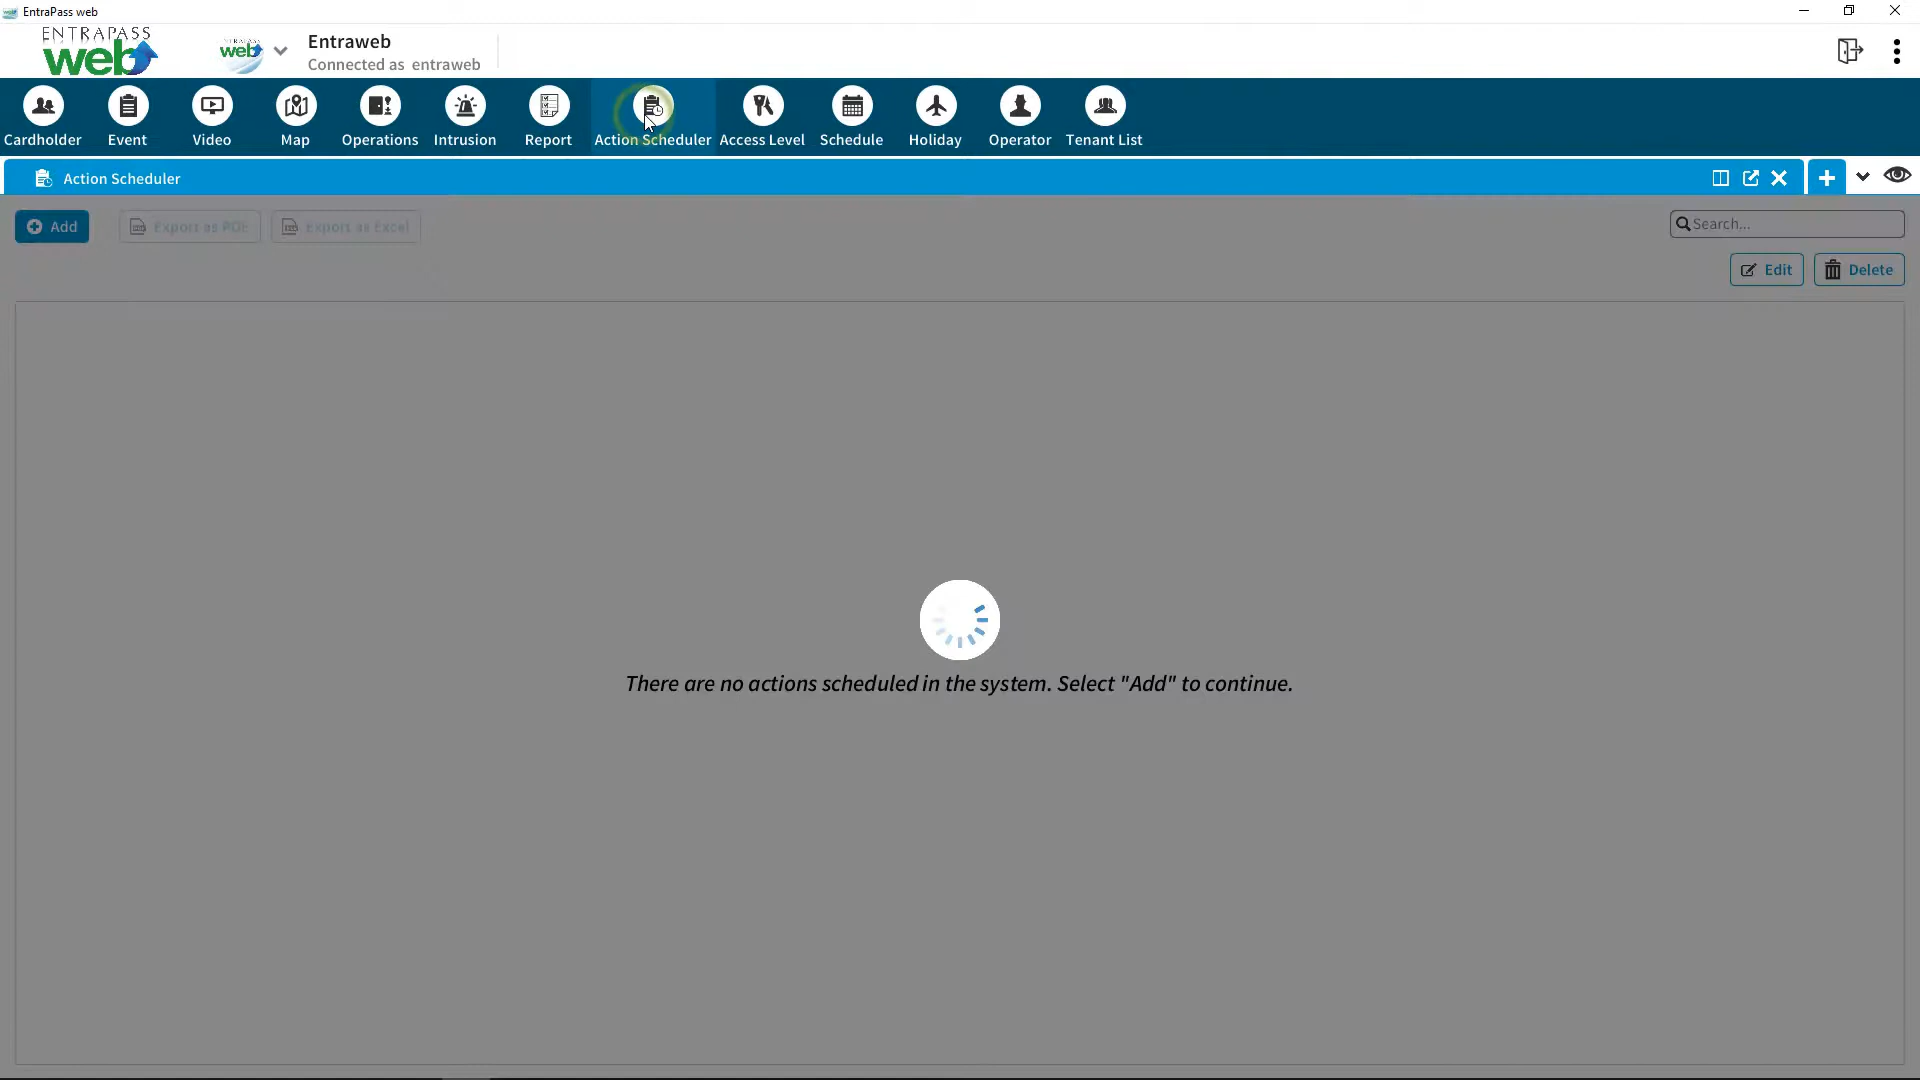 EntraPass web
ENTRAPASS
web
web
Entraweb
Connected as entraweb
Cardholder
Event
Video
Map
Operations
Intrusion
Report
Action Scheduler
Access Level
Schedule
Holiday
Operator
Tenant List
Action Scheduler
Add
Export as PDF
Export as Excel
Search...
Edit
Delete
There are no actions scheduled in the system. Select "Add" to continue.